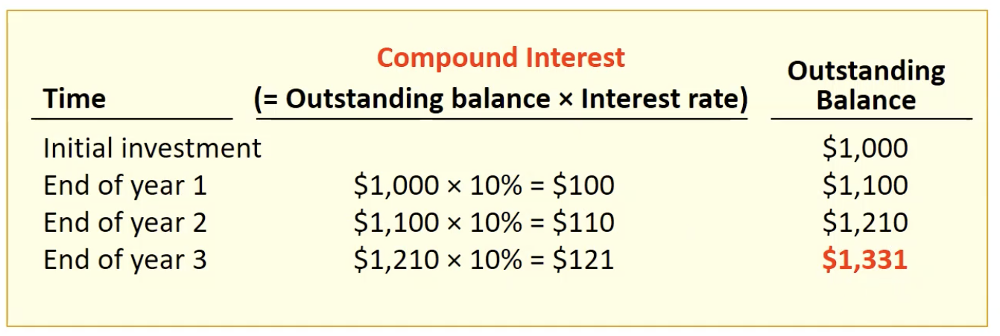 Compound Interest
Outstanding
Time (= Outstanding balance × Interest rate) Balance
Initial investment $1,000
End of year 1 $1,000 × 10% = $100 $1,100
End of year 2 $1,100 × 10% = $110 $1,210
End of year 3 $1,210 × 10% = $121 $1,331